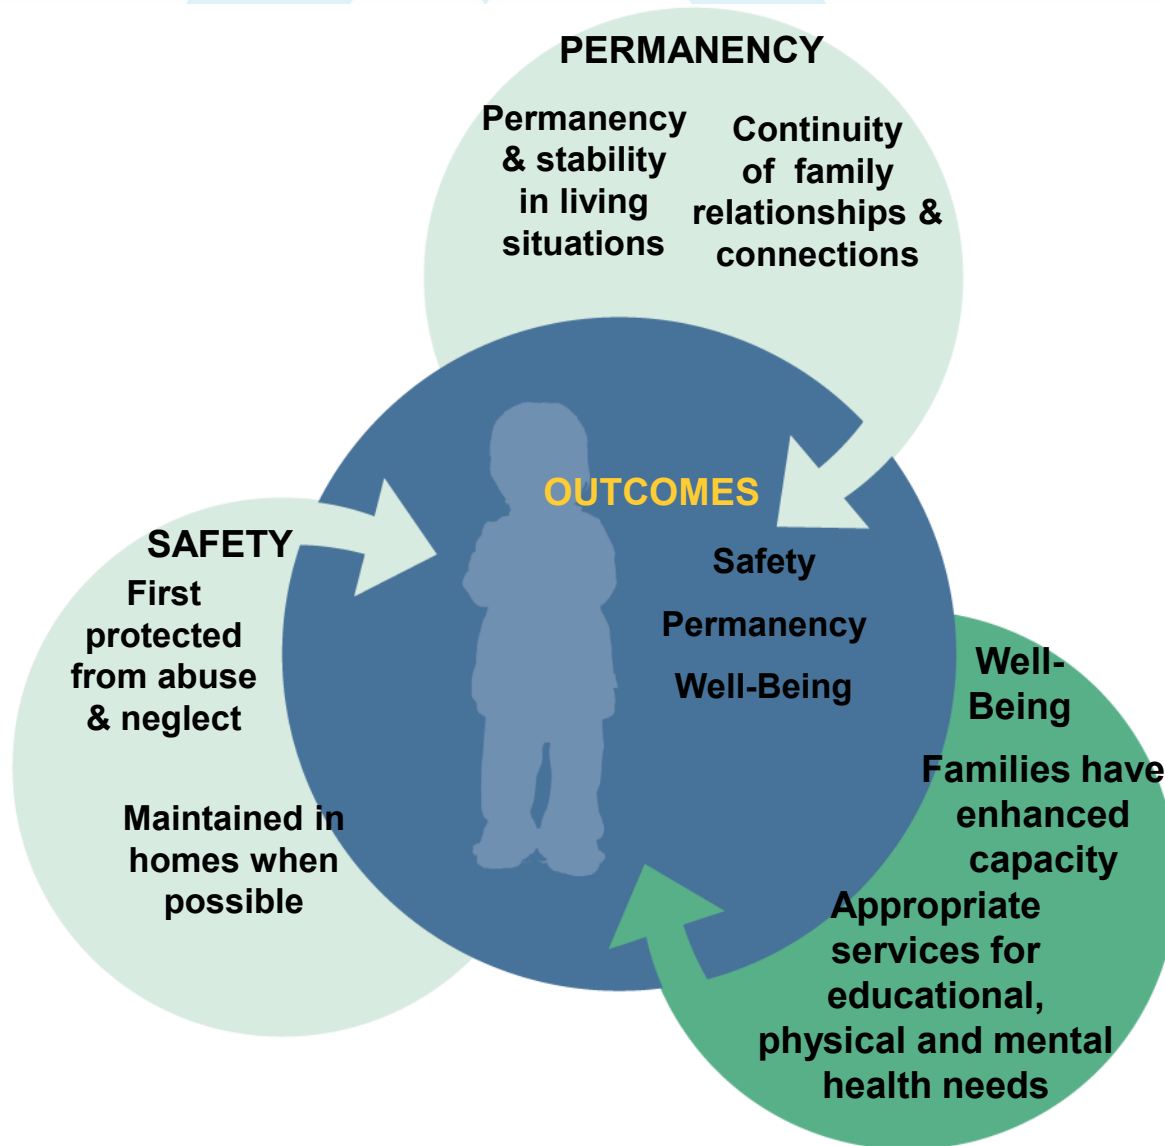 PERMANENCY
Permanency
& stability
in living
situations
Continuity
of family
relationships &
connections
OUTCOMES
Safety
Permanency
Well-Being
SAFETY
First
protected
from abuse
& neglect
Maintained in
homes when
possible
Well-
Being
Families have
enhanced
capacity
Appropriate
services for
educational,
physical and mental
health needs